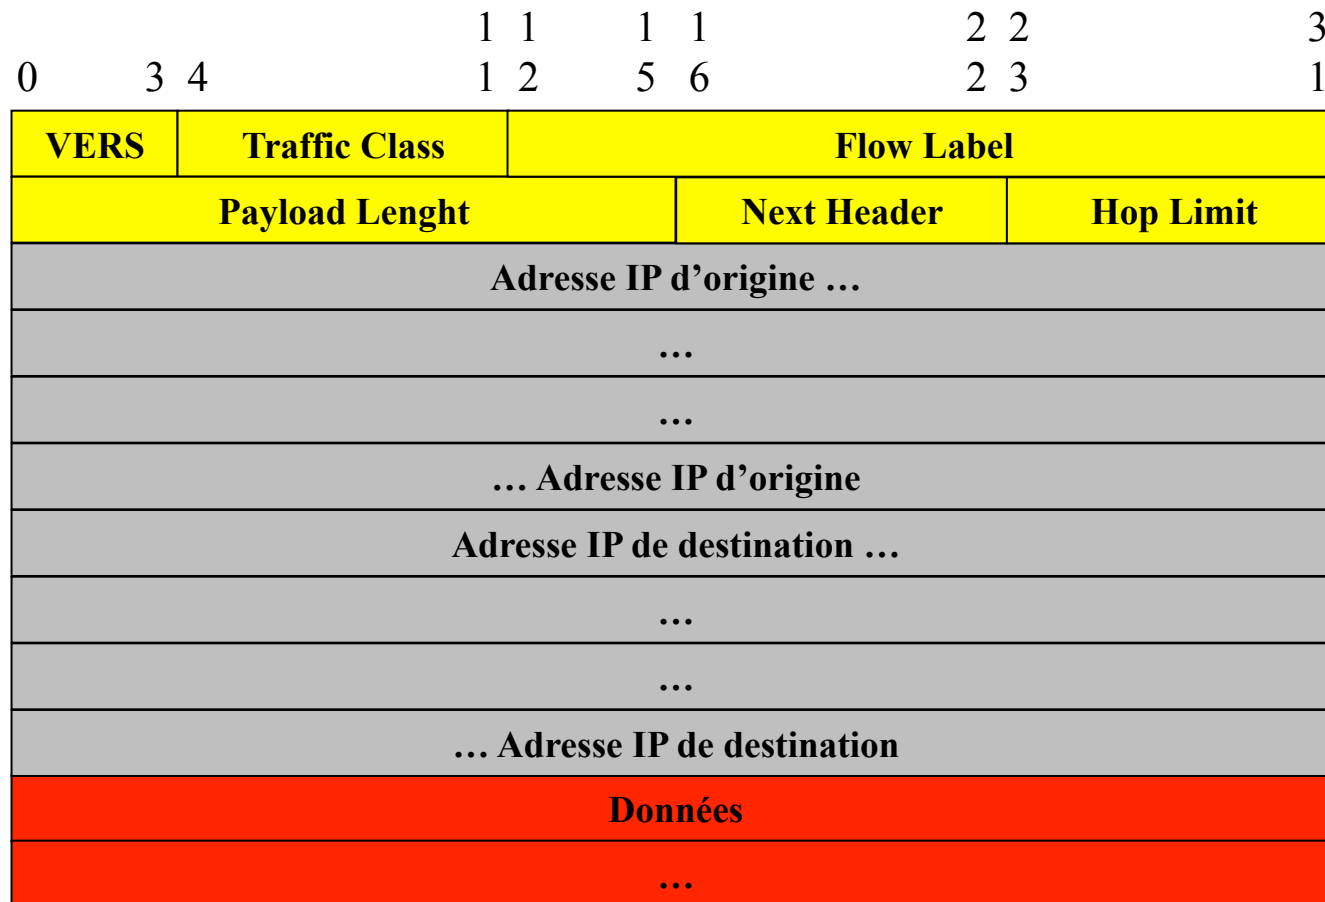 1 1 1 1 2 2 3
0 3 4 1 2 5 6 2 3 1
VERS Traffic Class Flow Label
Payload Lenght Next Header Hop Limit
Adresse IP d’origine …
…
…
… Adresse IP d’origine
Adresse IP de destination …
…
…
… Adresse IP de destination
Données
…